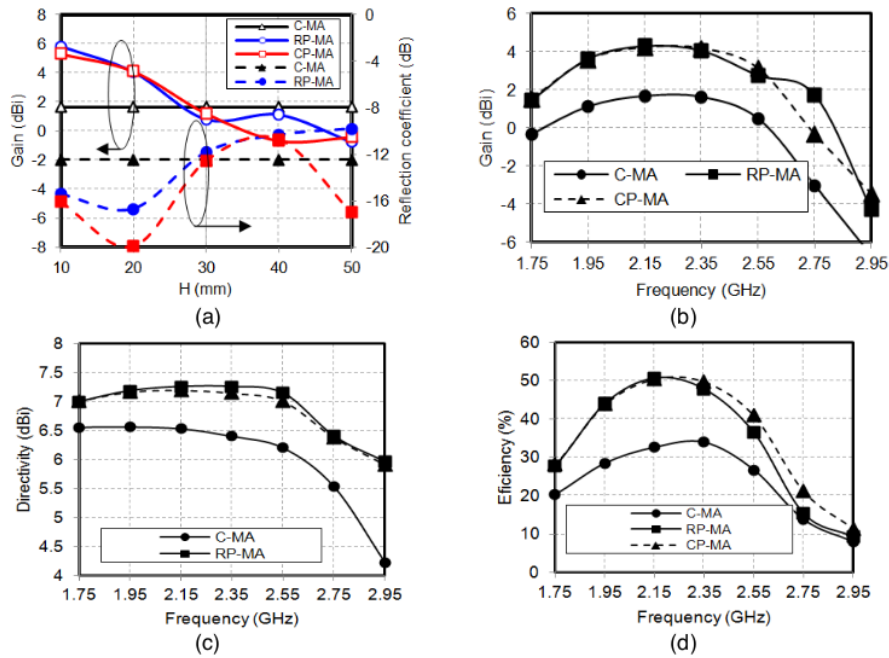 8
6
4
2
0
-2
-4
-6
-8
Gain (dBi)
C-MA
RP-MA
CP-MA
C-MA
RP-MA
CP-MA
0
-4
-8
-12
-16
-20
Reflection coefficient (dB)
10 20 30 40 50
H (mm)
(a)
6
4
2
0
-2
-4
-6
Gain (dBi)
C-MA RP-MA
CP-MA
1.75 1.95 2.15 2.35 2.55 2.75 2.95
Frequency (GHz)
(b)
8
7.5
7
6.5
6
5.5
5
4.5
4
Directivity (dBi)
C-MA
RP-MA
1.75 1.95 2.15 2.35 2.55 2.75 2.95
Frequency (GHz)
(c)
60
50
40
30
20
10
0
Eficiency (%)
C-MA
RP-MA
CP-MA
1.75 1.95 2.15 2.35 2.55 2.75 2.95
Frequency (GHz)
(d)